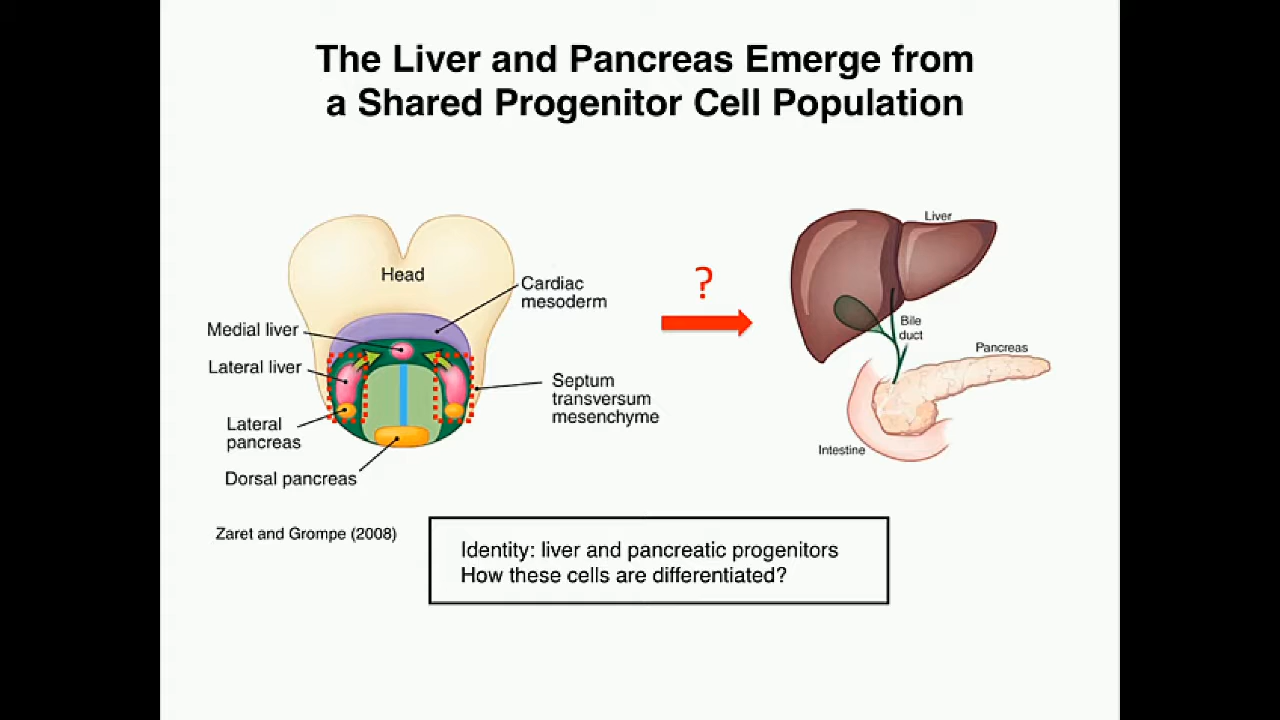 The Liver and Pancreas Emerge from
a Shared Progenitor Cell Population
Head
Cardiac
mesoderm
Medial liver
Lateral liver
Septum
transversum
mesenchyme
Lateral
pancreas
Dorsal pancreas
?
Liver
Bile
duct
Pancreas
Intestine
Zaret and Grompe (2008)
Identity: liver and pancreatic progenitors
How these cells are differentiated?